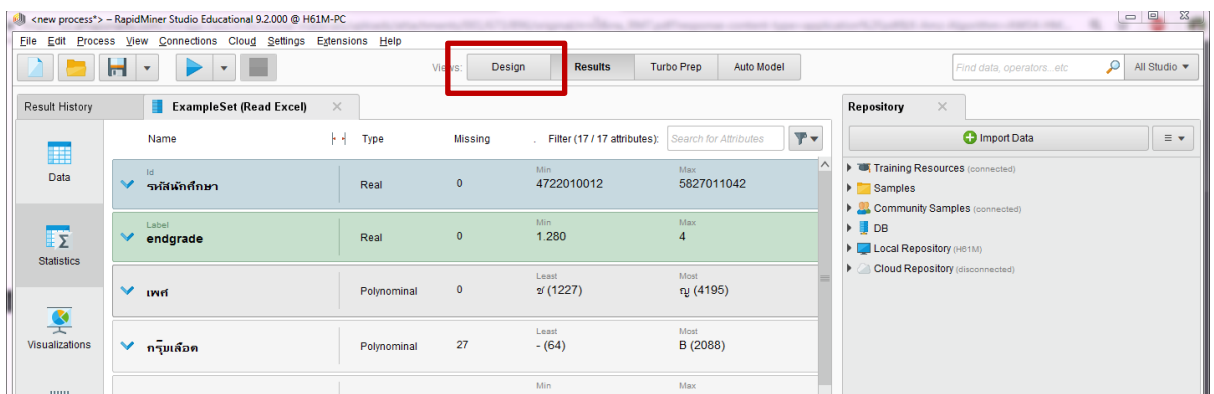 <new process*> – RapidMiner Studio Educational 9.2.000 @ H61M-PC
File Edit Process View Connections Cloud Settings Extensions Help
Views: Design Results Turbo Prep Auto Model Find data, operators...etc All Studio ▼
Result History ExampleSet (Read Excel) × Repository ×
Name Type Missing . Filter (17 / 17 attributes): Search for Attributes
Import Data
Data
Id Min Max
รหัสนักศึกษา Real 0 4722010012 5827011042
Training Resources (connected)
Samples
Community Samples (connected)
DB
Local Repository (H61M)
Cloud Repository (disconnected)
Statistics
Label Min Max
endgrade Real 0 1.280 4
Least Most
เพศ Polynominal 0 ช (1227) ญ (4195)
Visualizations
Least Most
กรุ๊บเลือด Polynominal 27 - (64) B (2088)
Min Max